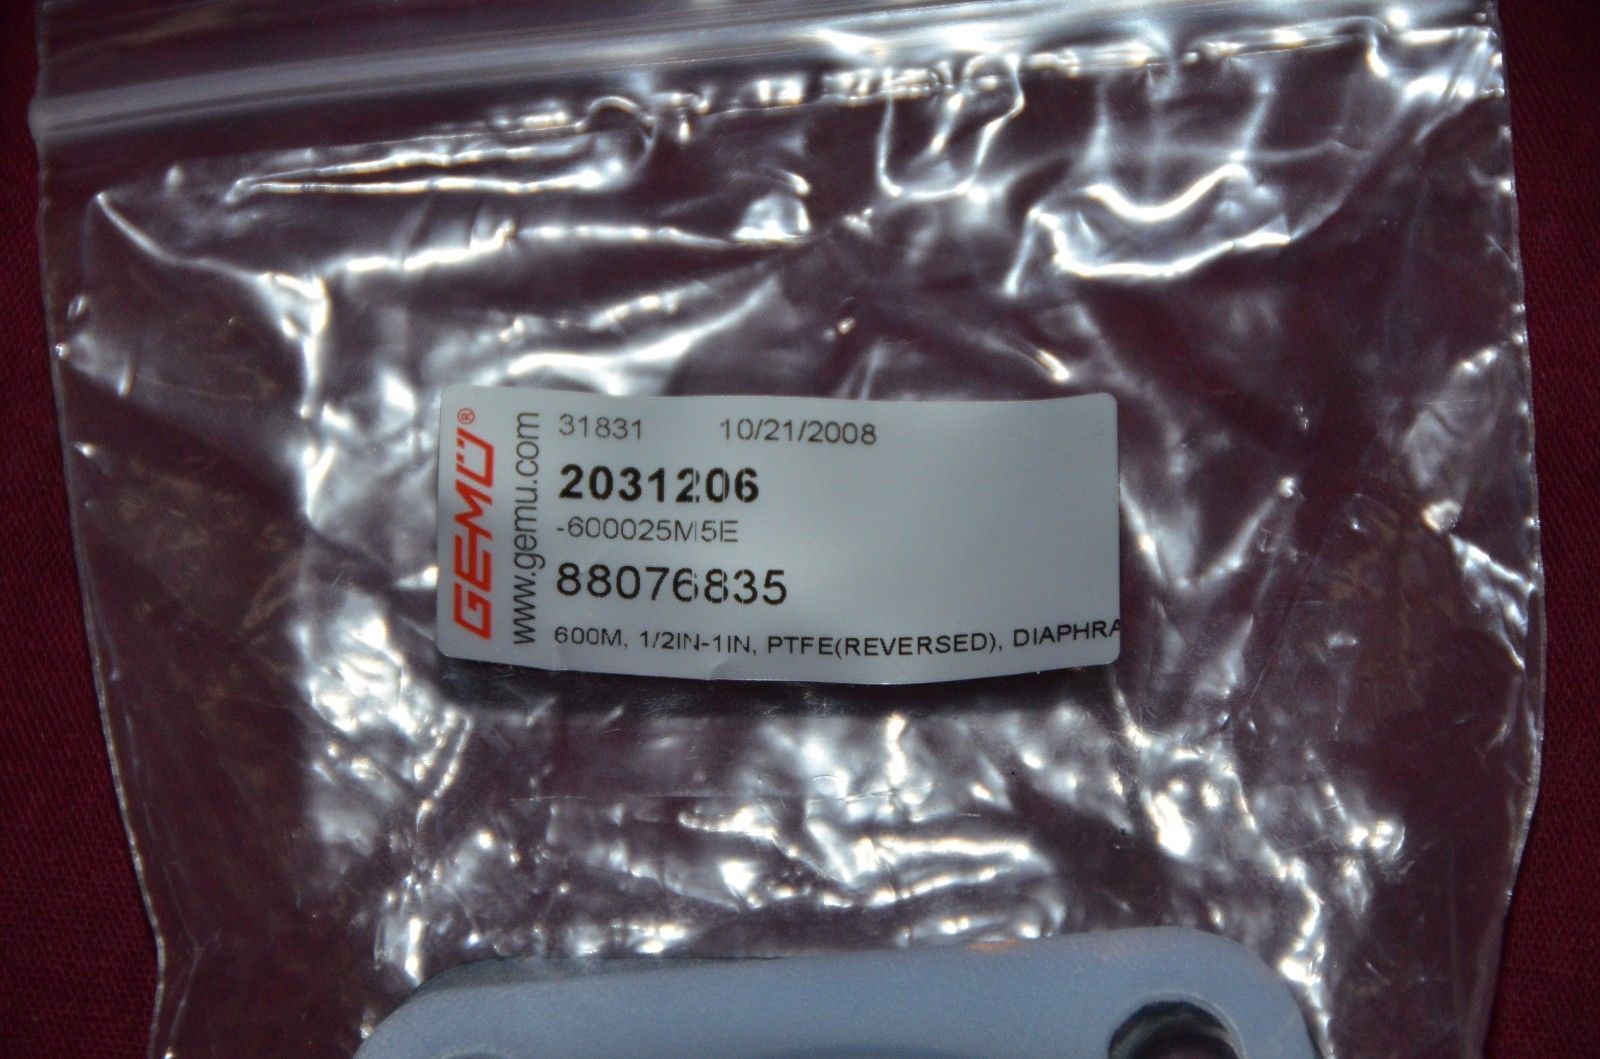 GEMÜ®
www.gemu.com
31831 10/21/2008
2031206
-600025M5E
88076835
600M, 1/2IN-1IN, PTFE(REVERSED), DIAPHRA